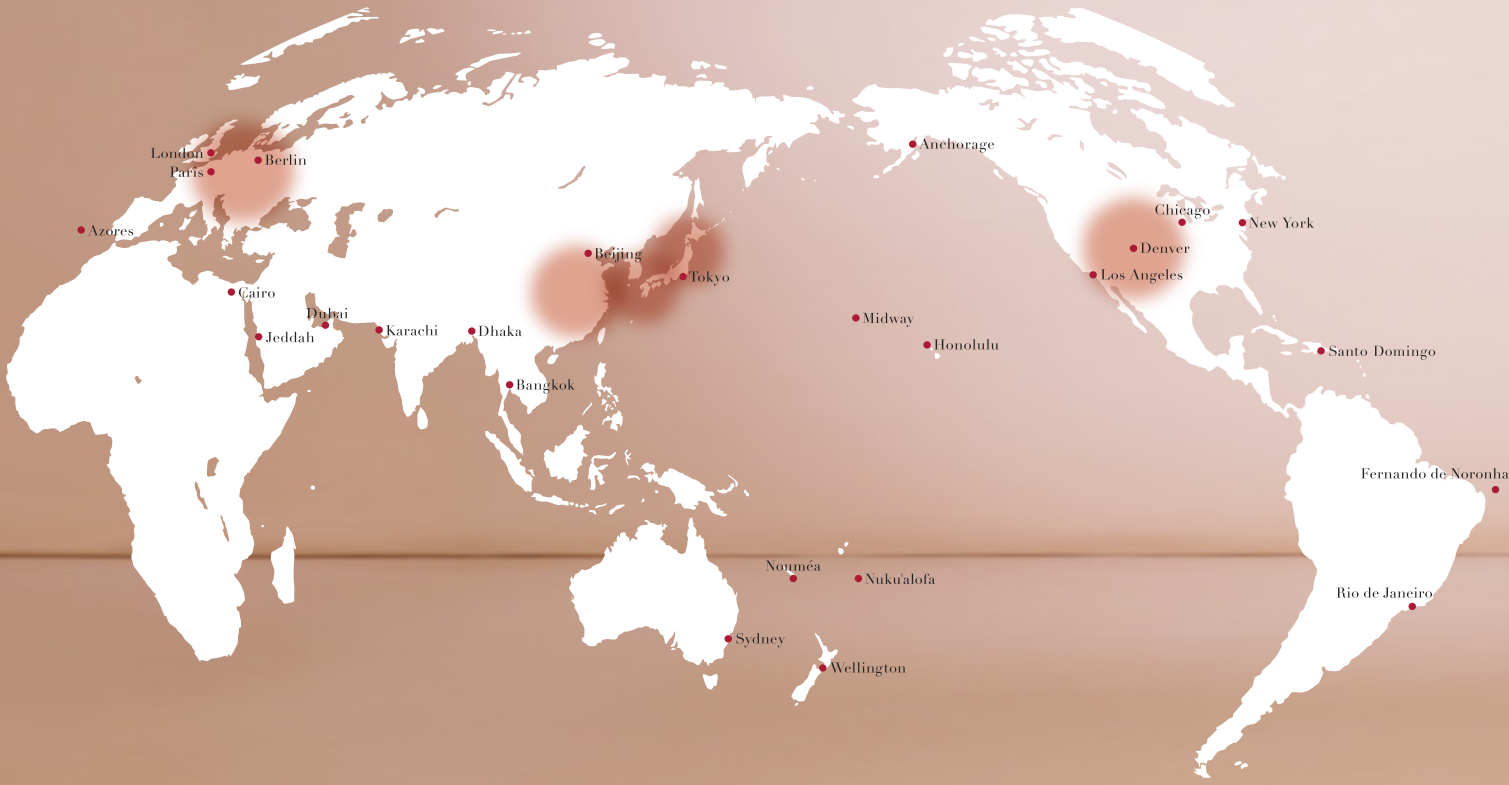 London
Berlin
Paris
Azores
Cairo
Dubai
Jeddah
Karachi
Dhaka
Bangkok
Beijing
Tokyo
Anchorage
Chicago
New York
Denver
Los Angeles
Midway
Honolulu
Santo Domingo
Fernando de Noronha
Nouméa
Nuku'alofa
Rio de Janeiro
Sydney
Wellington